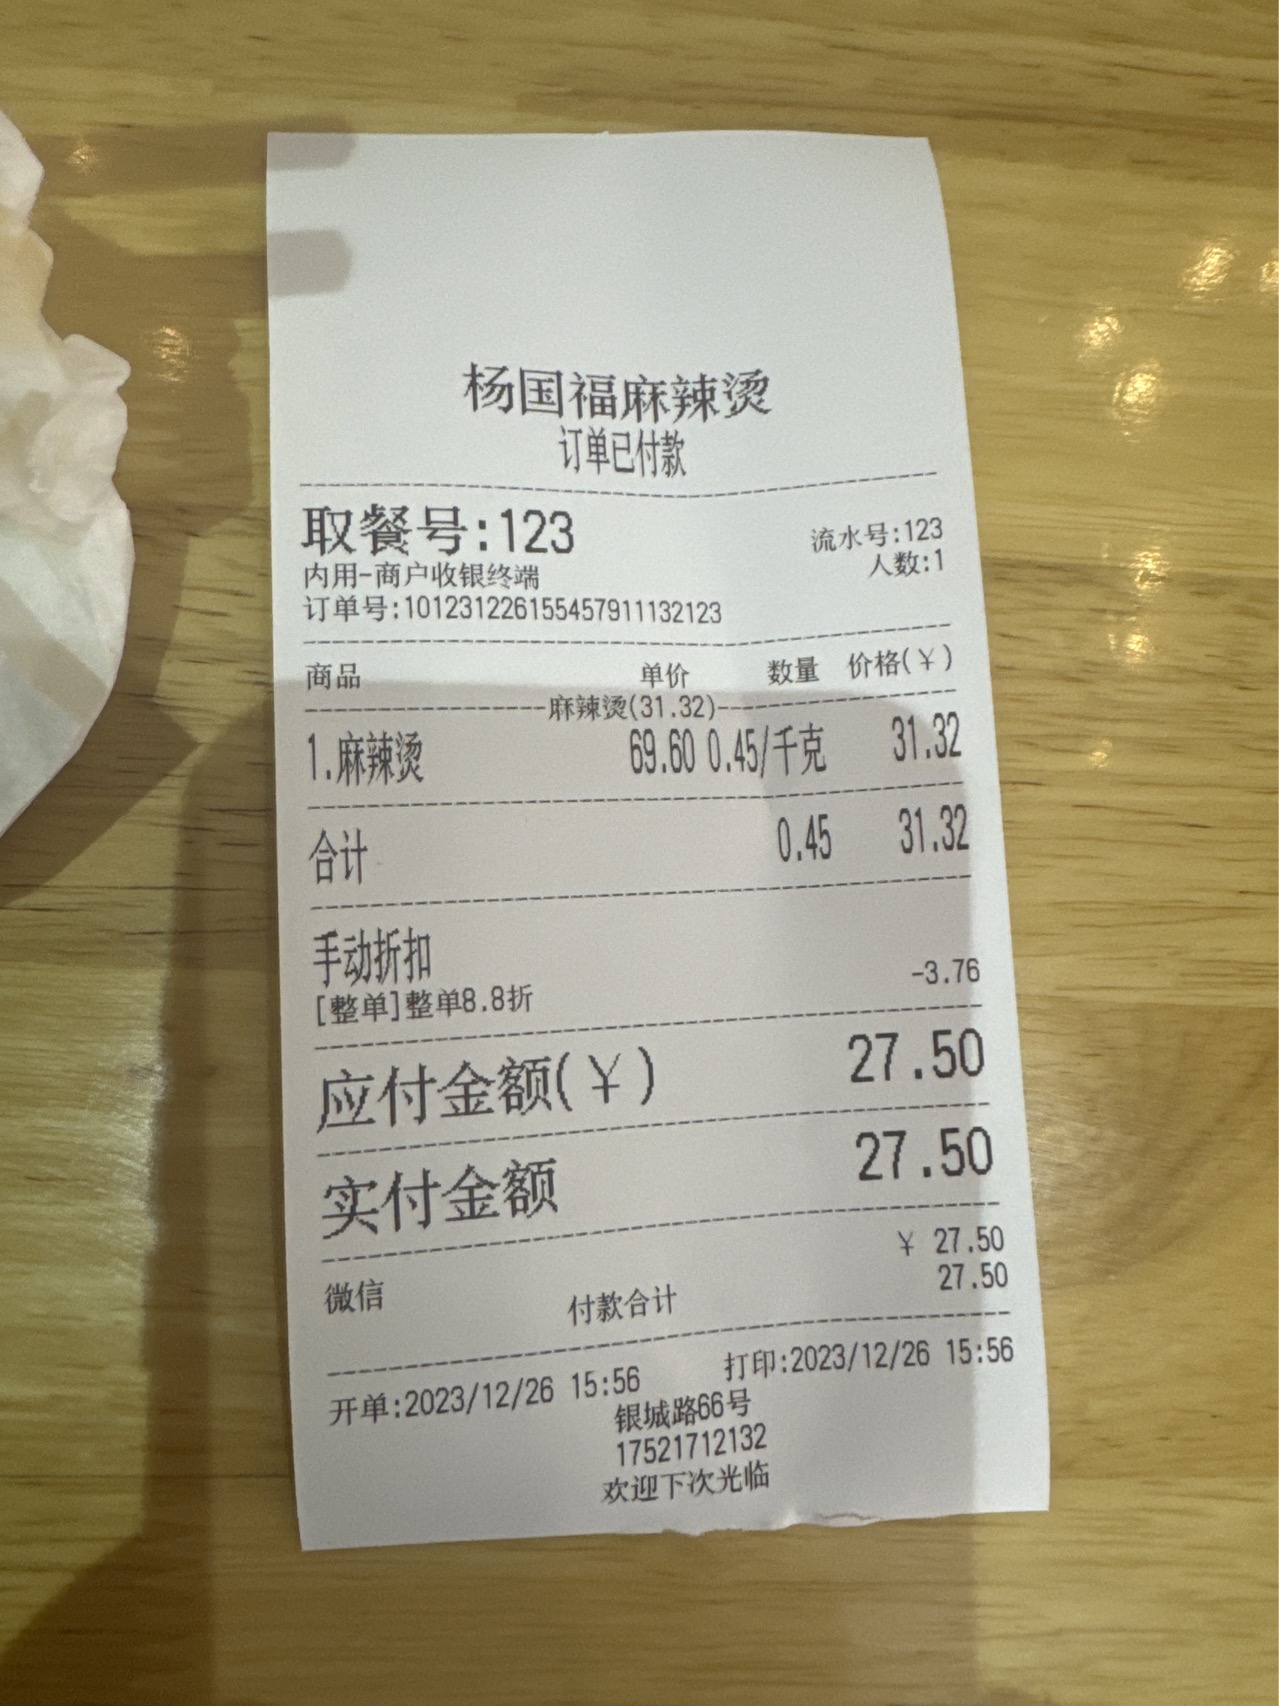 杨国福麻辣烫
订单已付款
取餐号:123 流水号:123
内用-商户收银终端 人数:1
订单号:101231226155457911132123
商品 单价 数量 价格(¥)
麻辣烫(31.32)
1.麻辣烫 69.60 0.45/千克 31.32
合计 0.45 31.32
手动折扣
[整单]整单8.8折 -3.76
应付金额(¥) 27.50
实付金额 27.50
微信 ¥ 27.50
付款合计 27.50
开单:2023/12/26 15:56 打印:2023/12/26 15:56
银城路66号
17521712132
欢迎下次光临